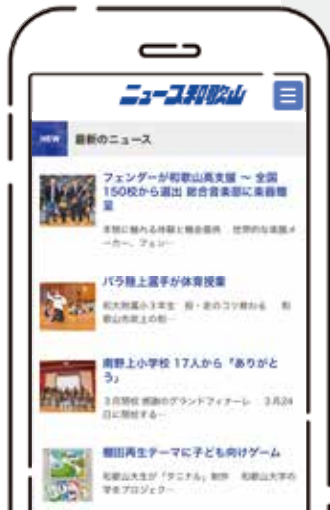 ニュース和歌山
NEW 最新のニュース
フェンダーが和歌山高支援 ～ 全国
150校から選出 総合音楽部に楽器贈
呈
本物に触れる体験と機会提供 世界的な楽器メ
ーカー、フェン…
パラ陸上選手が体育授業
和大附属小3年生 投・走のコツ教わる 和
歌山市吹上の和…
南野上小学校 17人から「ありがと
う」
3月閉校 感謝のグランドフィナーレ 3月24
日に閉校する…
棚田再生テーマに子ども向けゲーム
和歌山大生が「タニナル」制作 和歌山大学の
学生プロジェク…